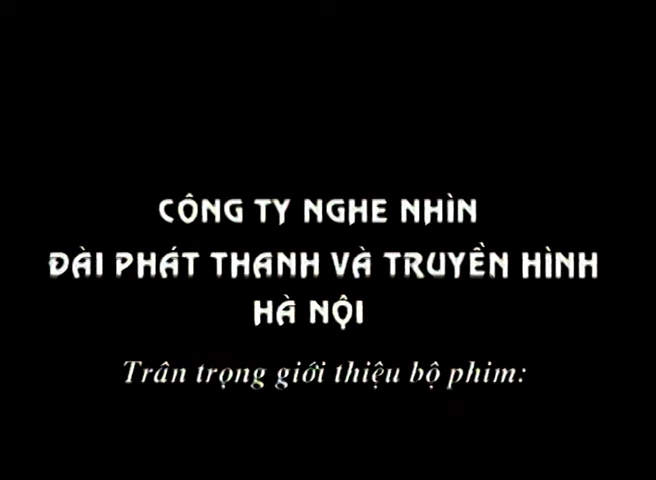 CÔNG TY NGHE NHÌN
ĐÀI PHÁT THANH VÀ TRUYỀN HÌNH
HÀ NỘI
Trân trọng giới thiệu bộ phim: